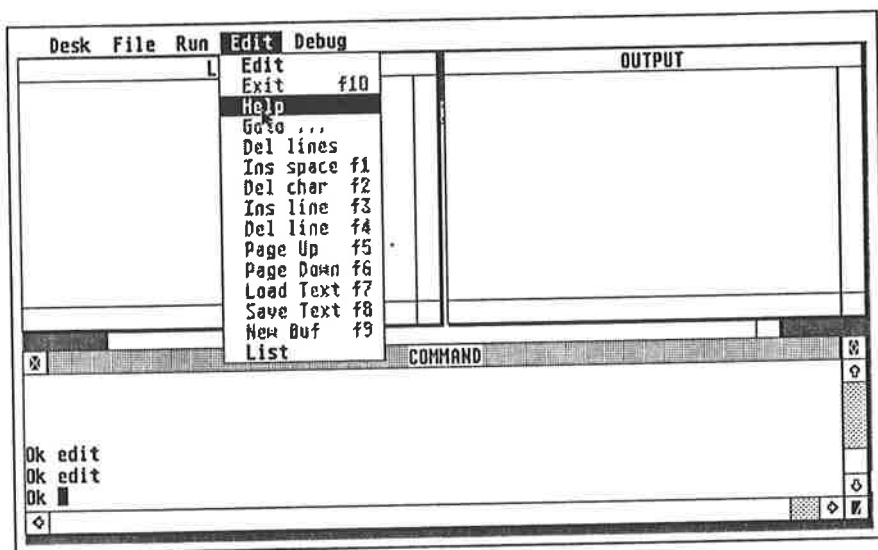 Desk File Run Edit Debug
L
OUTPUT
Edit
Exit f10
Help
Goto ...
Del lines
Ins space f1
Del char f2
Ins line f3
Del line f4
Page Up f5
Page Down f6
Load Text f7
Save Text f8
New Buf f9
List
COMMAND
Ok edit
Ok edit
Ok